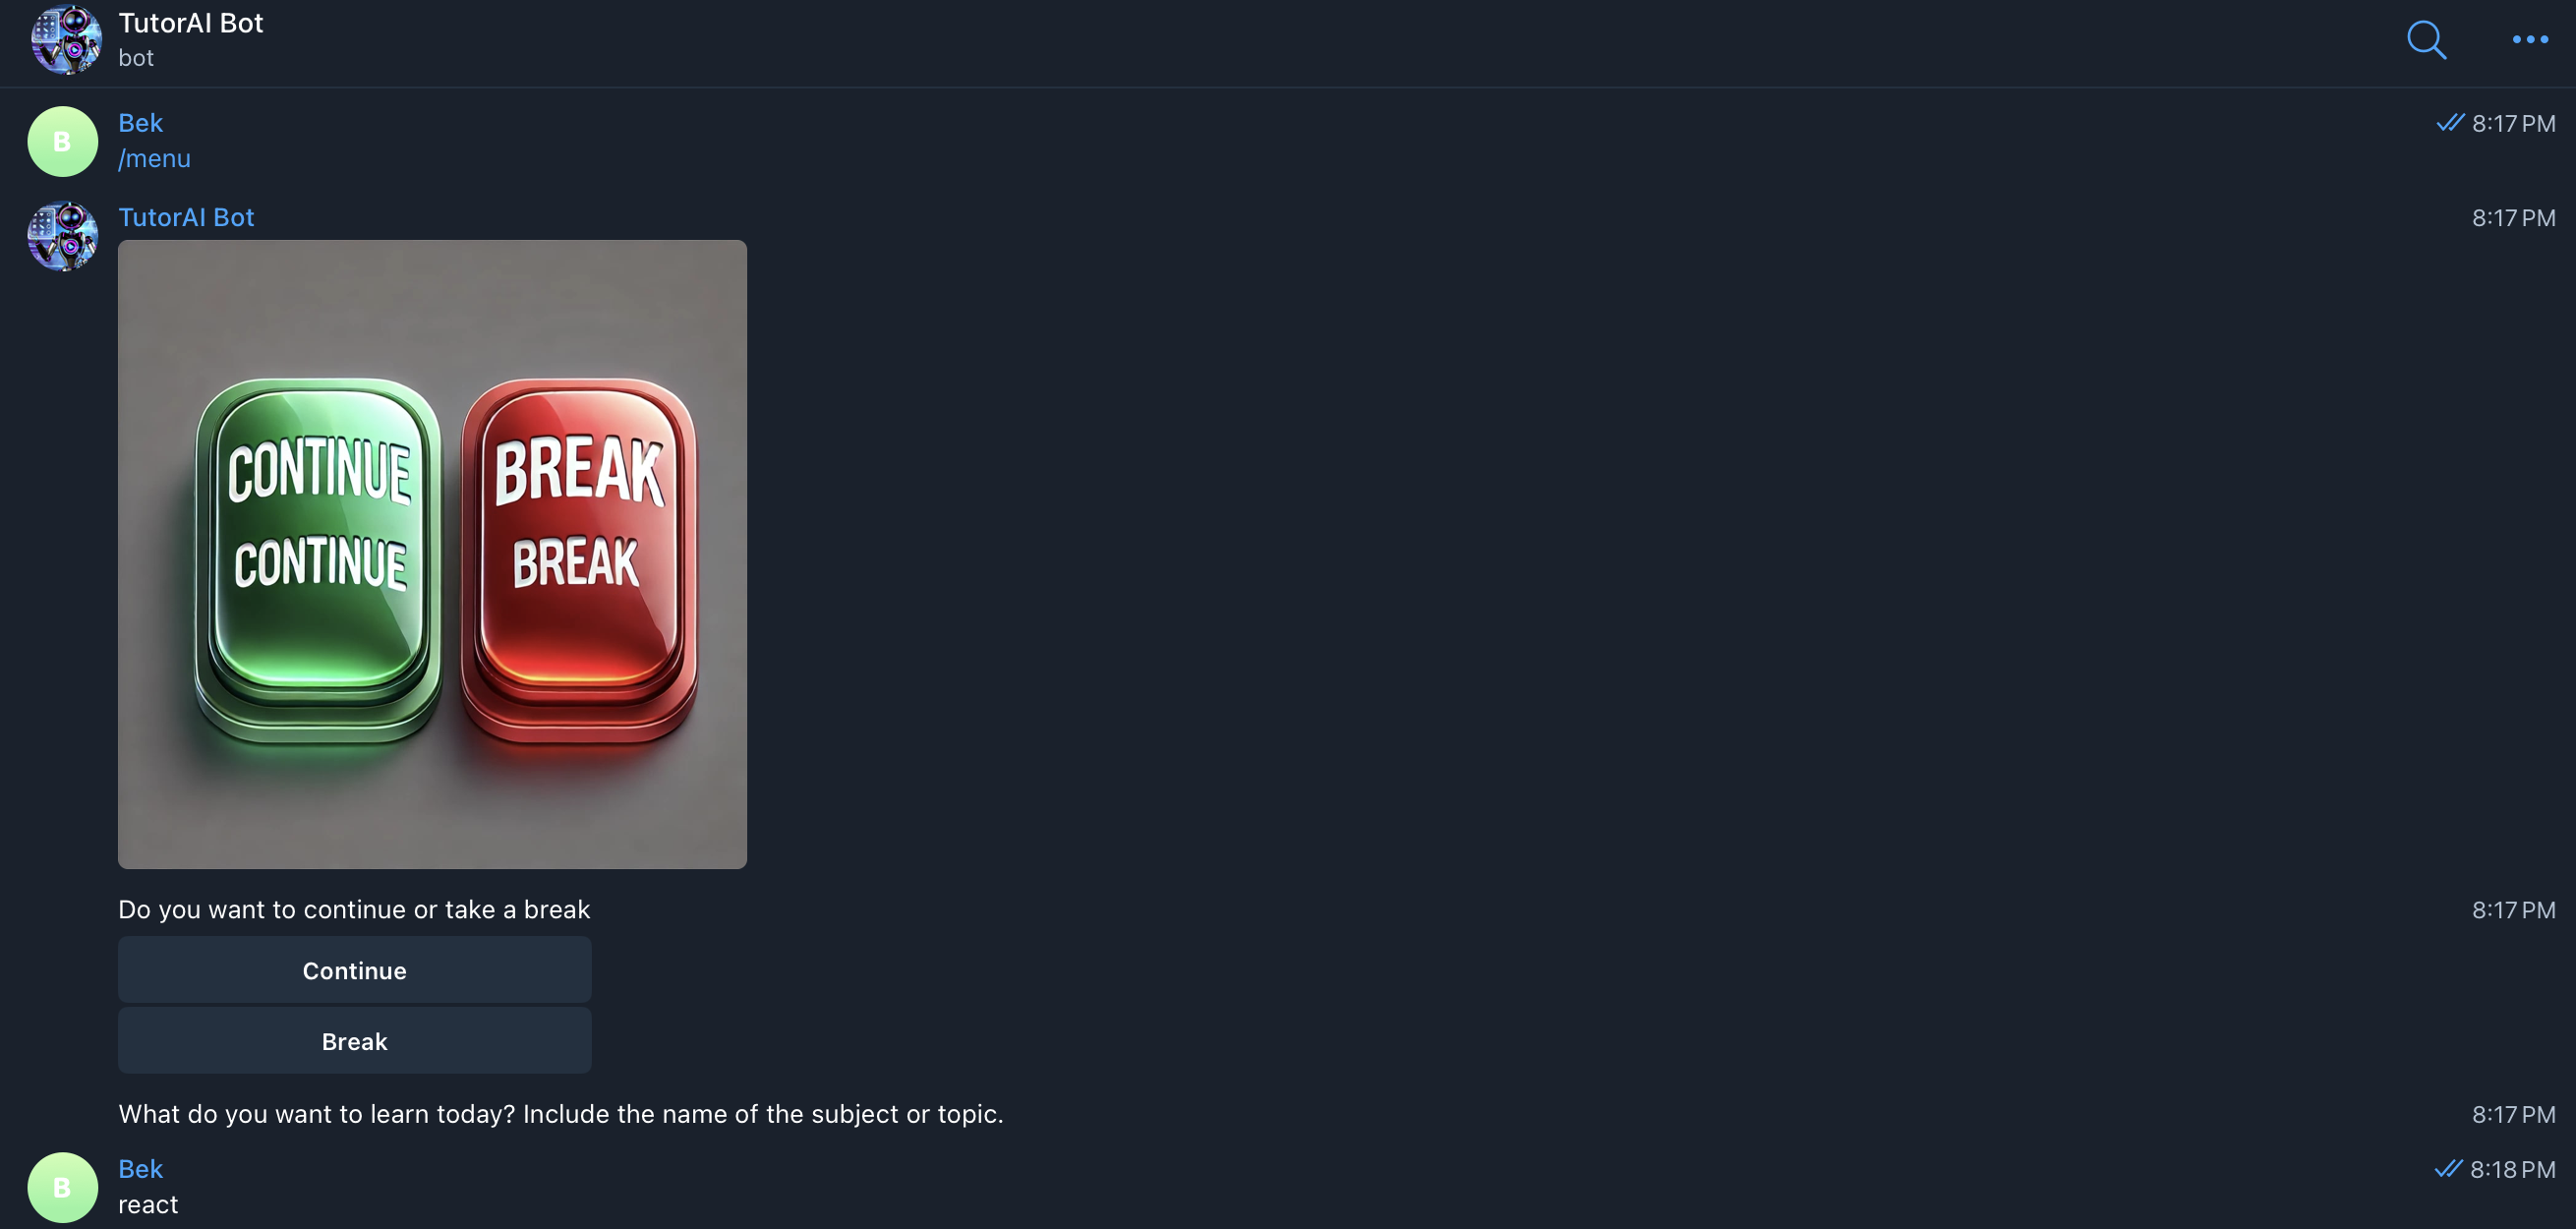 TutorAI Bot
bot
B
Bek
8:17 PM
/menu
TutorAI Bot
8:17 PM
CONTINUE
CONTINUE
BREAK
BREAK
Do you want to continue or take a break
8:17 PM
Continue
Break
What do you want to learn today? Include the name of the subject or topic.
8:17 PM
B
Bek
8:18 PM
react